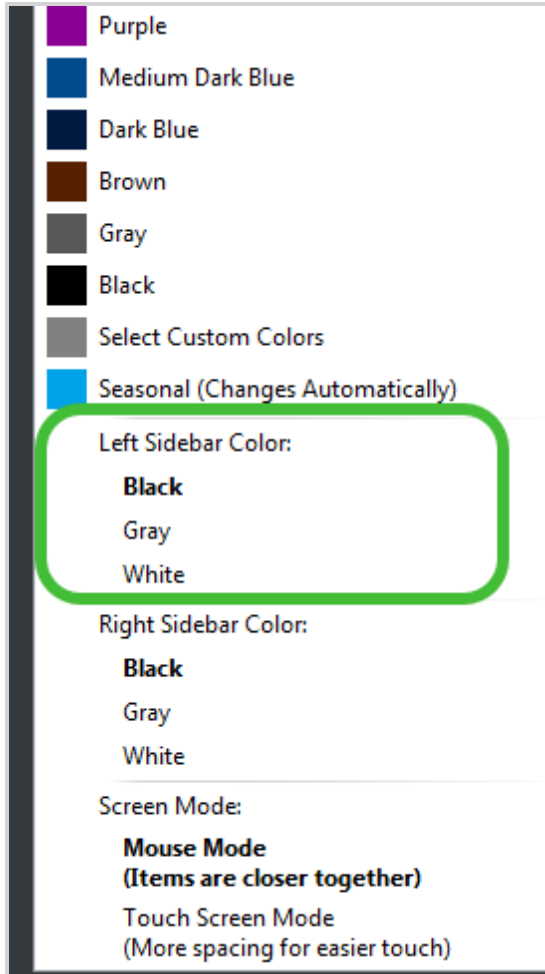 Purple
Medium Dark Blue
Dark Blue
Brown
Gray
Black
Select Custom Colors
Seasonal (Changes Automatically)
Left Sidebar Color:
Black
Gray
White
Right Sidebar Color:
Black
Gray
White
Screen Mode:
Mouse Mode
(Items are closer together)
Touch Screen Mode
(More spacing for easier touch)